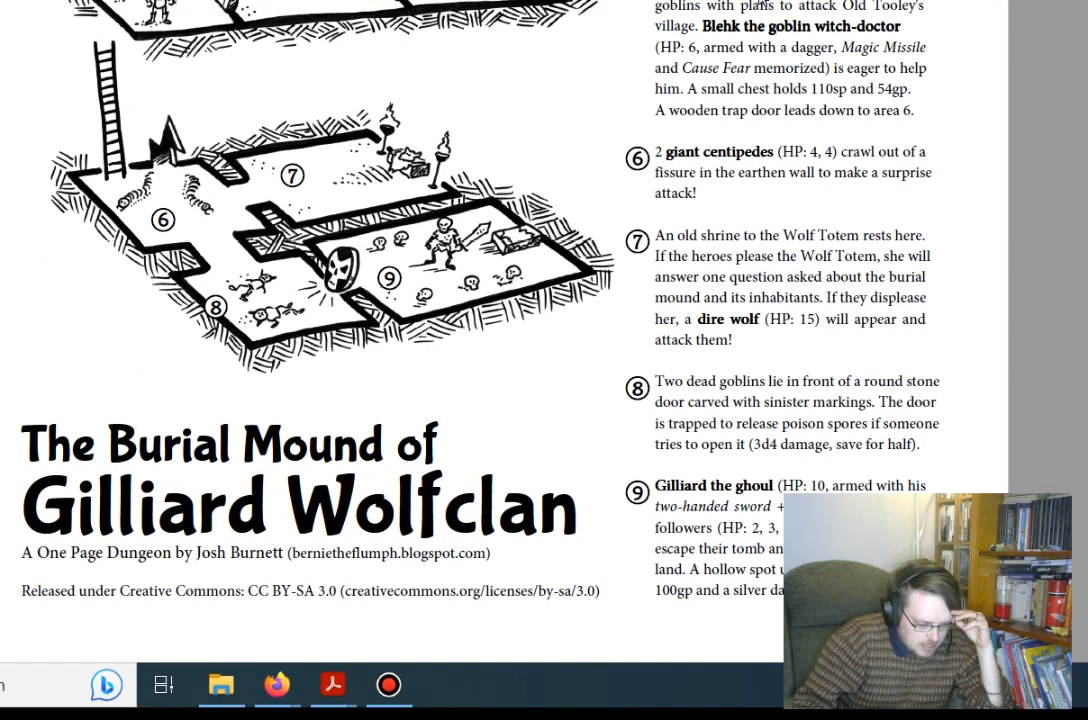 goblins with plans to attack Old Tooley's
village. Blehk the goblin witch-doctor
(HP: 6, armed with a dagger, Magic Missile
and Cause Fear memorized) is eager to help
him. A small chest holds 110sp and 54gp.
A wooden trap door leads down to area 6.
6 2 giant centipedes (HP: 4, 4) crawl out of a
fissure in the earthen wall to make a surprise
attack!
7 An old shrine to the Wolf Totem rests here.
If the heroes please the Wolf Totem, she will
answer one question asked about the burial
mound and its inhabitants. If they displease
her, a dire wolf (HP: 15) will appear and
attack them!
8 Two dead goblins lie in front of a round stone
door carved with sinister markings. The door
is trapped to release poison spores if someone
tries to open it (3d4 damage, save for half).
9 Gilliard the ghoul (HP: 10, armed with his
two-handed sword +
followers (HP: 2, 3,
escape their tomb an
land. A hollow spot u
100gp and a silver da
7
6
9
8
The Burial Mound of
Gilliard Wolfclan
A One Page Dungeon by Josh Burnett (bernietheflumph.blogspot.com)
Released under Creative Commons: CC BY-SA 3.0 (creativecommons.org/licenses/by-sa/3.0)
n